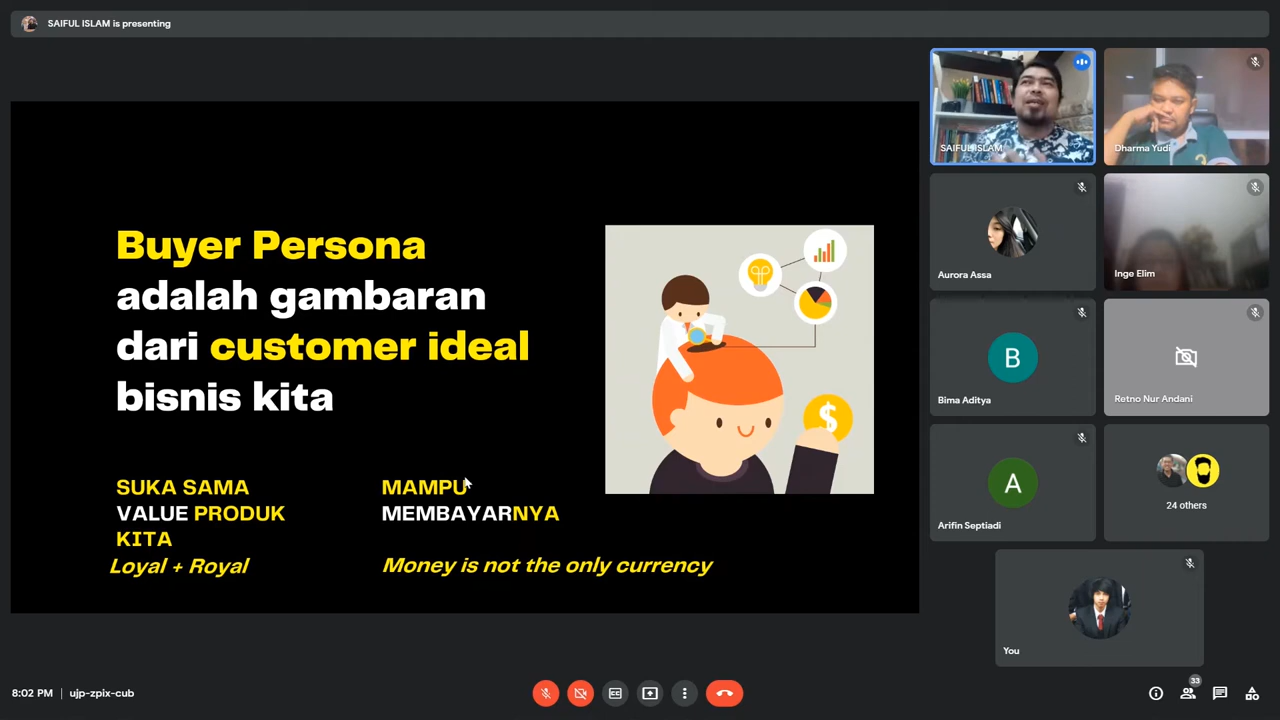 SAIFUL ISLAM is presenting
Buyer Persona
adalah gambaran
dari customer ideal
bisnis kita
SUKA SAMA
VALUE PRODUK
KITA
Loyal + Royal
MAMPU
MEMBAYARNYA
Money is not the only currency
$
SAIFUL ISLAM
Dharma Yudi
Aurora Assa
Inge Elim
B
Bima Aditya
Retno Nur Andani
A
Arifin Septiadi
24 others
You
8:02 PM | ujp-zpix-cub
33